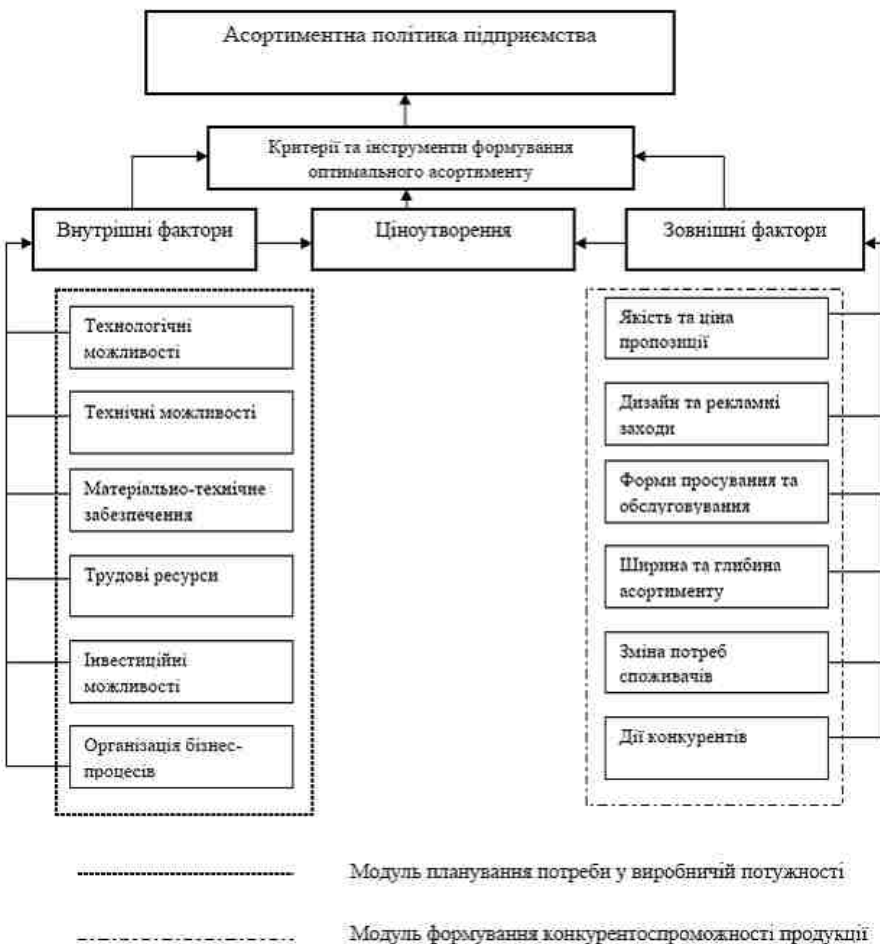 Асортиментна політика підприємства
Критерії та інструменти формування
оптимального асортименту
Внутрішні фактори
Ціноутворення
Зовнішні фактори
Технологічні
можливості
Технічні можливості
Матеріально-технічне
забезпечення
Трудові ресурси
Інвестиційні
можливості
Організація бізнес-
процесів
Якість та ціна
пропозиції
Дизайн та рекламні
заходи
Форми просування та
обслуговування
Ширина та глибина
асортименту
Зміна потреб
споживачів
Дії конкурентів
Модуль планування потреби у виробничій потужності
Модуль формування конкурентоспроможності продукції